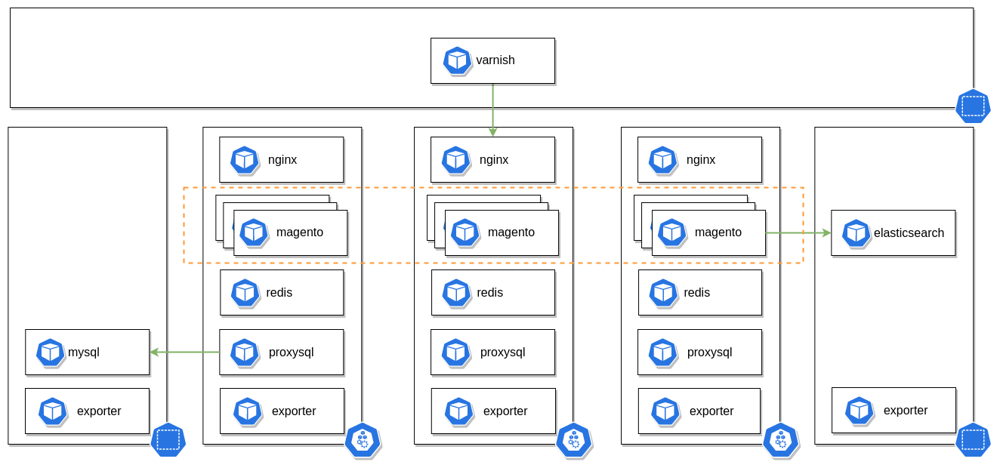 varnish
nginx
nginx
nginx
magento
magento
magento
elasticsearch
redis
redis
redis
mysql
proxysql
proxysql
proxysql
exporter
exporter
exporter
exporter
exporter